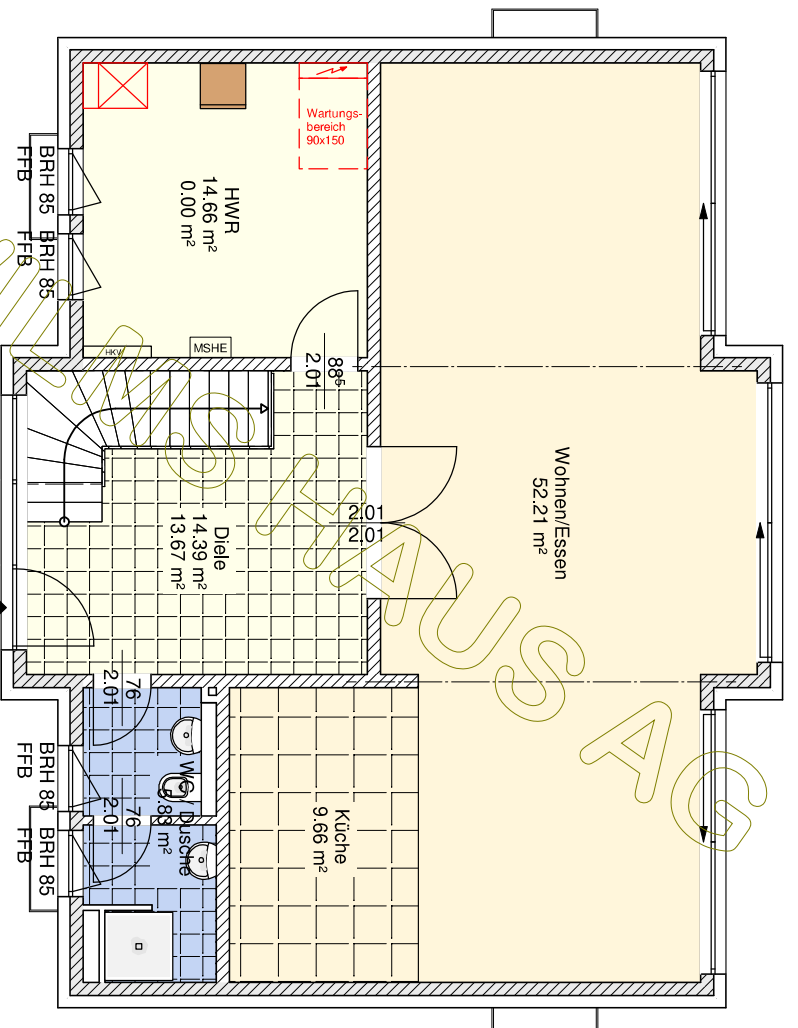 Wartungs-
bereich
90x150
HWR
14.66 m²
0.00 m²
BRH 85
FFB
BRH 85
FFB
HKV
MSHE
88⁵
2.01
Wohnen/Essen
52.21 m²
2.01
2.01
Diele
14.39 m²
13.67 m²
76
2.01
WC / Dusche
5.83 m²
76
2.01
Küche
9.66 m²
BRH 85
FFB
BRH 85
FFB
HAUS AG